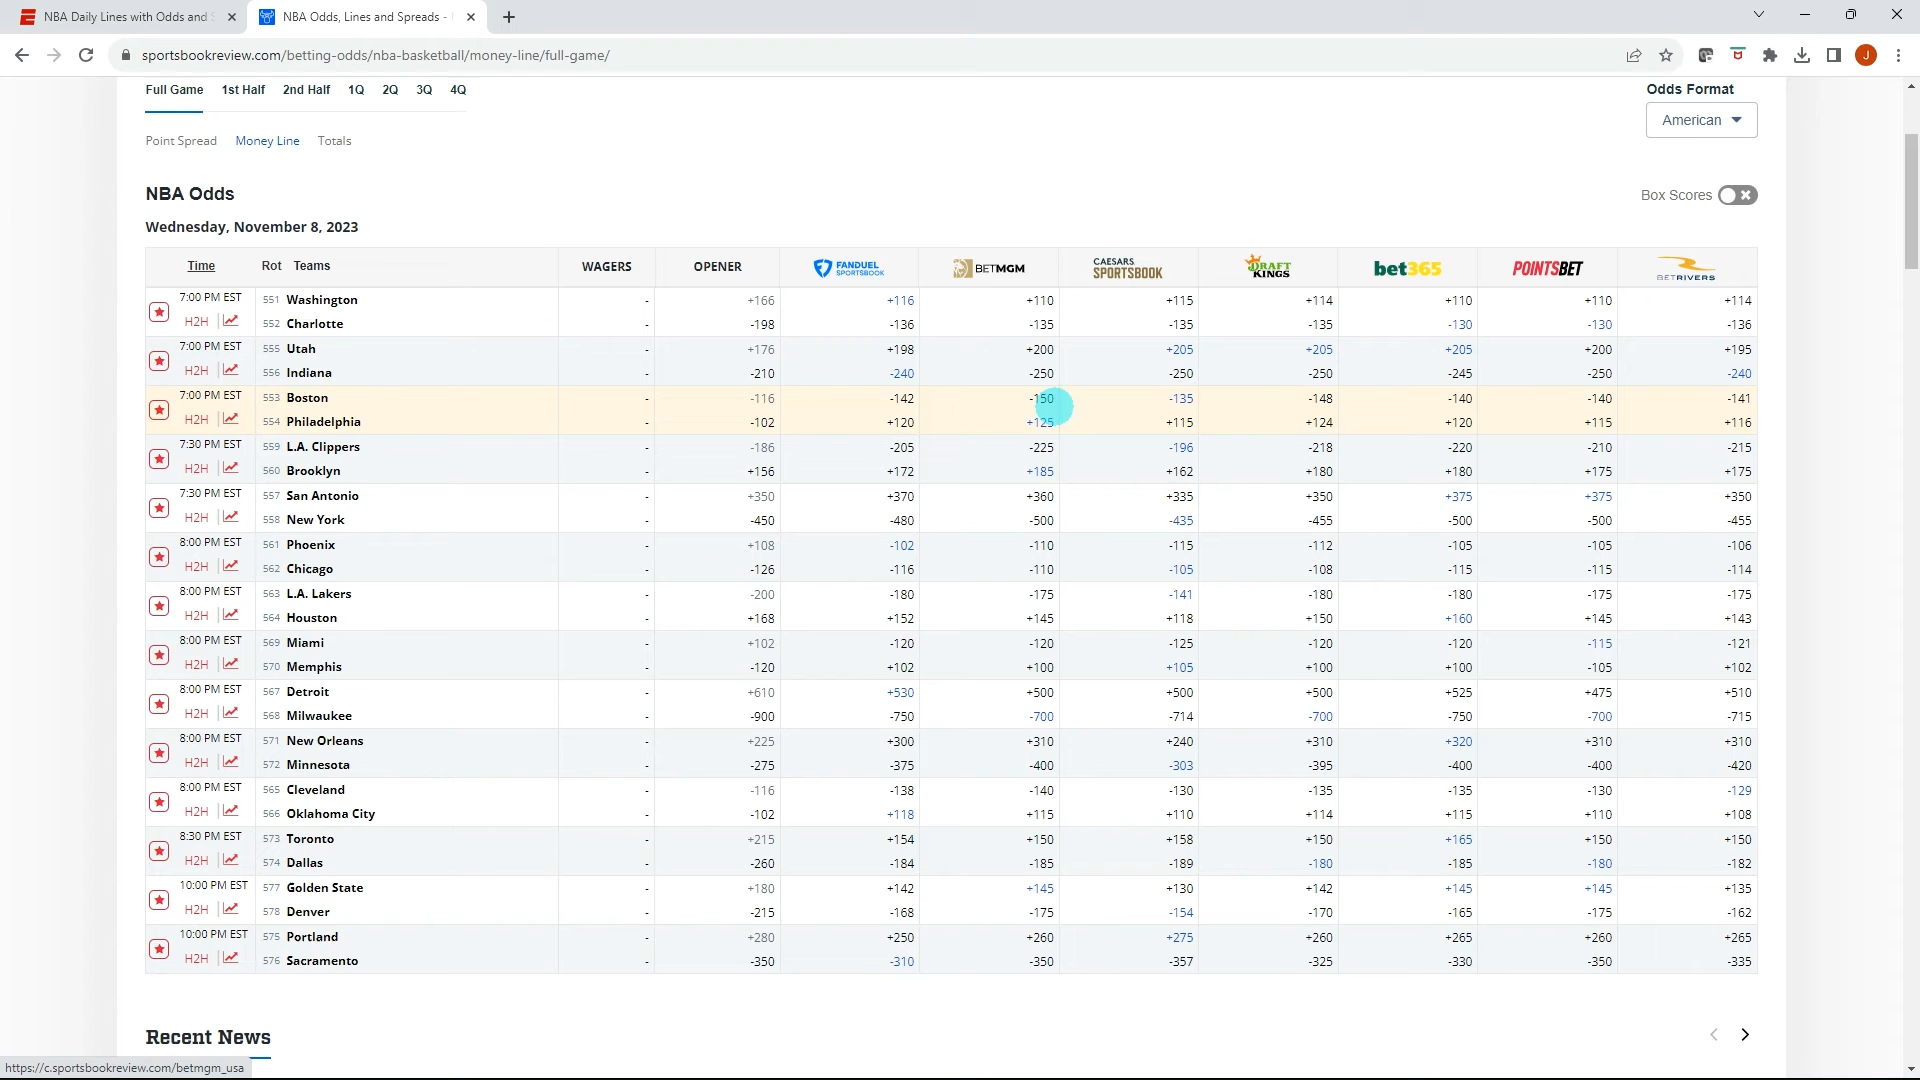 NBA Daily Lines with Odds and S
NBA Odds, Lines and Spreads -
sportsbookreview.com/betting-odds/nba-basketball/money-line/full-game/
J
Full Game 1st Half 2nd Half 1Q 2Q 3Q 4Q
Odds Format
American
Point Spread Money Line Totals
NBA Odds
Box Scores
Wednesday, November 8, 2023
Time Rot Teams WAGERS OPENER FANDUEL SPORTSBOOK BETMGM CAESARS SPORTSBOOK DRAFT KINGS bet365 POINTSBET BETRIVERS
7:00 PM EST 551 Washington - +166 +116 +110 +115 +114 +110 +110 +114
H2H 552 Charlotte - -198 -136 -135 -135 -135 -130 -130 -136
7:00 PM EST 555 Utah - +176 +198 +200 +205 +205 +205 +200 +195
H2H 556 Indiana - -210 -240 -250 -250 -250 -245 -250 -240
7:00 PM EST 553 Boston - -116 -142 -150 -135 -148 -140 -140 -141
H2H 554 Philadelphia - -102 +120 +125 +115 +124 +120 +115 +116
7:30 PM EST 559 L.A. Clippers - -186 -205 -225 -196 -218 -220 -210 -215
H2H 560 Brooklyn - +156 +172 +185 +162 +180 +180 +175 +175
7:30 PM EST 557 San Antonio - +350 +370 +360 +335 +350 +375 +375 +350
H2H 558 New York - -450 -480 -500 -435 -455 -500 -500 -455
8:00 PM EST 561 Phoenix - +108 -102 -110 -115 -112 -105 -105 -106
H2H 562 Chicago - -126 -116 -110 -105 -108 -115 -115 -114
8:00 PM EST 563 L.A. Lakers - -200 -180 -175 -141 -180 -180 -175 -175
H2H 564 Houston - +168 +152 +145 +118 +150 +160 +145 +143
8:00 PM EST 569 Miami - +102 -120 -120 -125 -120 -120 -115 -121
H2H 570 Memphis - -120 +102 +100 +105 +100 +100 -105 +102
8:00 PM EST 567 Detroit - +610 +530 +500 +500 +500 +525 +475 +510
H2H 568 Milwaukee - -900 -750 -700 -714 -700 -750 -700 -715
8:00 PM EST 571 New Orleans - +225 +300 +310 +240 +310 +320 +310 +310
H2H 572 Minnesota - -275 -375 -400 -303 -395 -400 -400 -420
8:00 PM EST 565 Cleveland - -116 -138 -140 -130 -135 -135 -130 -129
H2H 566 Oklahoma City - -102 +118 +115 +110 +114 +115 +110 +108
8:30 PM EST 573 Toronto - +215 +154 +150 +158 +150 +165 +150 +150
H2H 574 Dallas - -260 -184 -185 -189 -180 -185 -180 -182
10:00 PM EST 577 Golden State - +180 +142 +145 +130 +142 +145 +145 +135
H2H 578 Denver - -215 -168 -175 -154 -170 -165 -175 -162
10:00 PM EST 575 Portland - +280 +250 +260 +275 +260 +265 +260 +265
H2H 576 Sacramento - -350 -310 -350 -357 -325 -330 -350 -335
Recent News
https://c.sportsbookreview.com/betmgm_usa